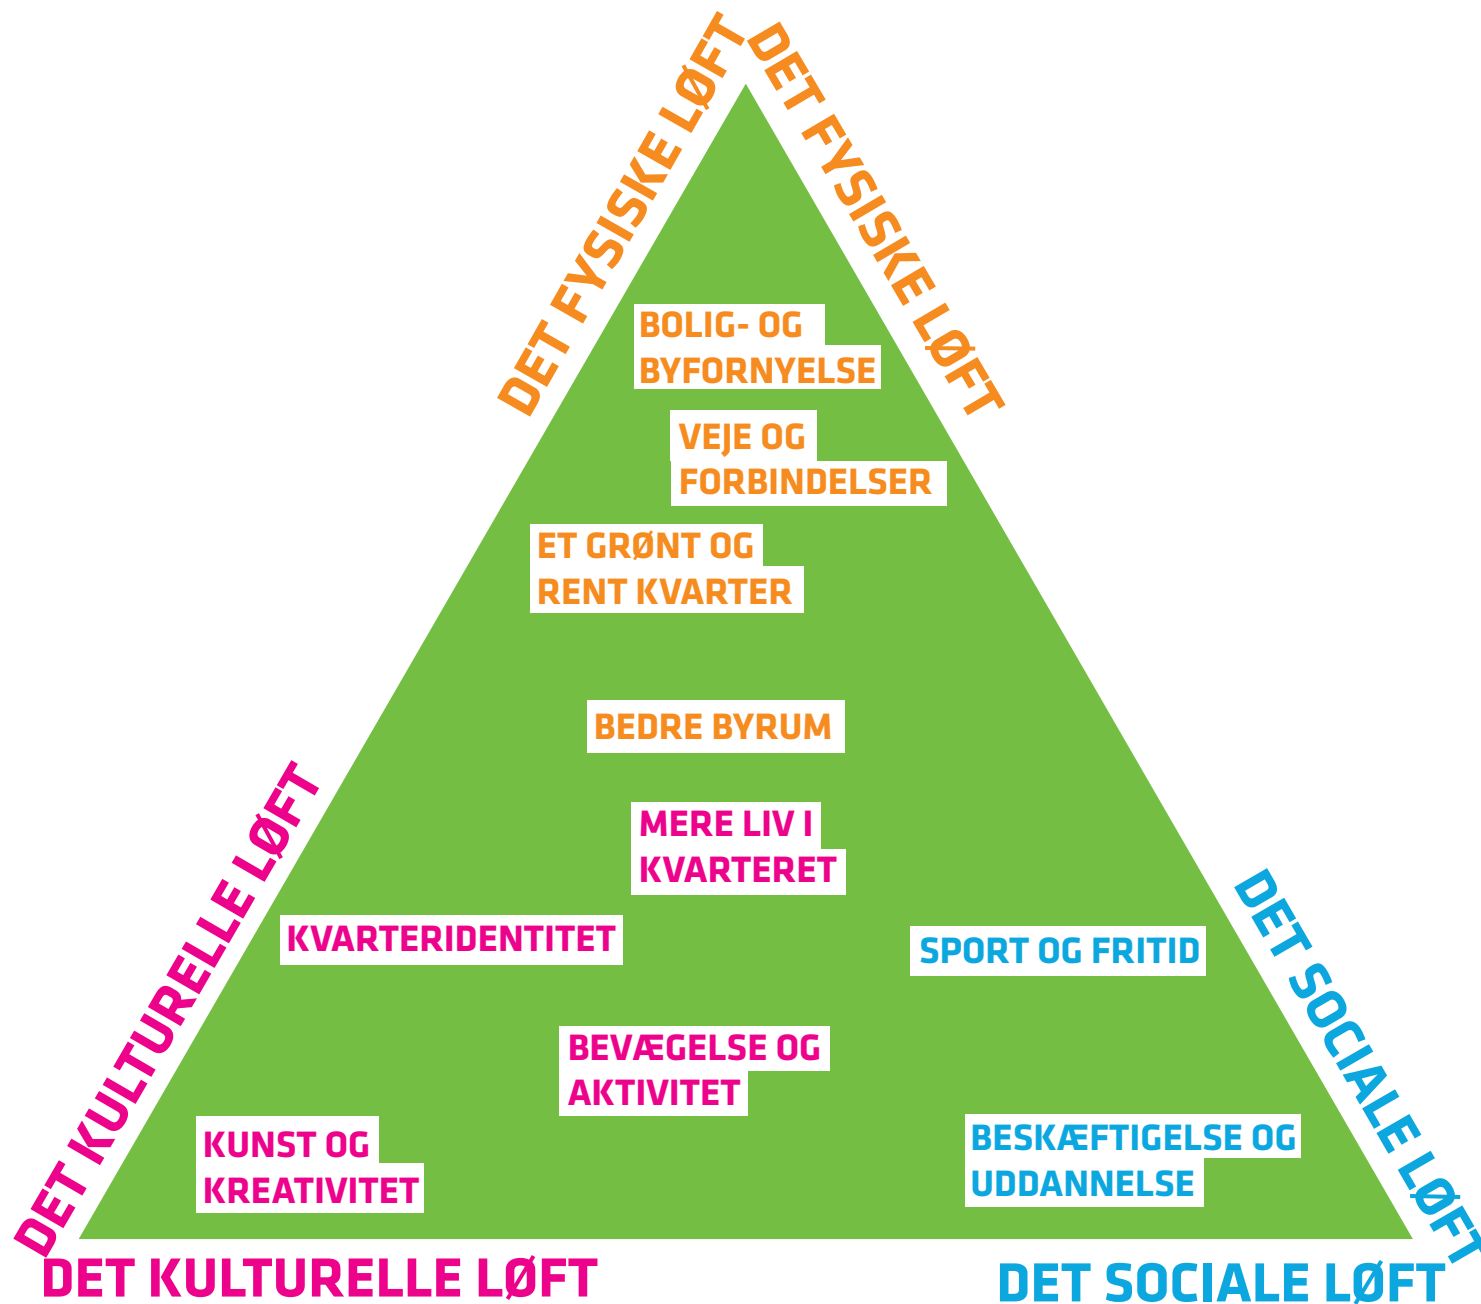 DET FYSISKE LØFT
DET FYSISKE LØFT
BOLIG- OG
BYFORNYELSE
VEJE OG
FORBINDELSER
ET GRØNT OG
RENT KVARTER
BEDRE BYRUM
MERE LIV I
KVARTERET
KVARTERIDENTITET
SPORT OG FRITID
BEVÆGELSE OG
AKTIVITET
KUNST OG
KREATIVITET
BESKÆFTIGELSE OG
UDDANNELSE
DET KULTURELLE LØFT
DET SOCIALE LØFT
DET KULTURELLE LØFT
DET SOCIALE LØFT